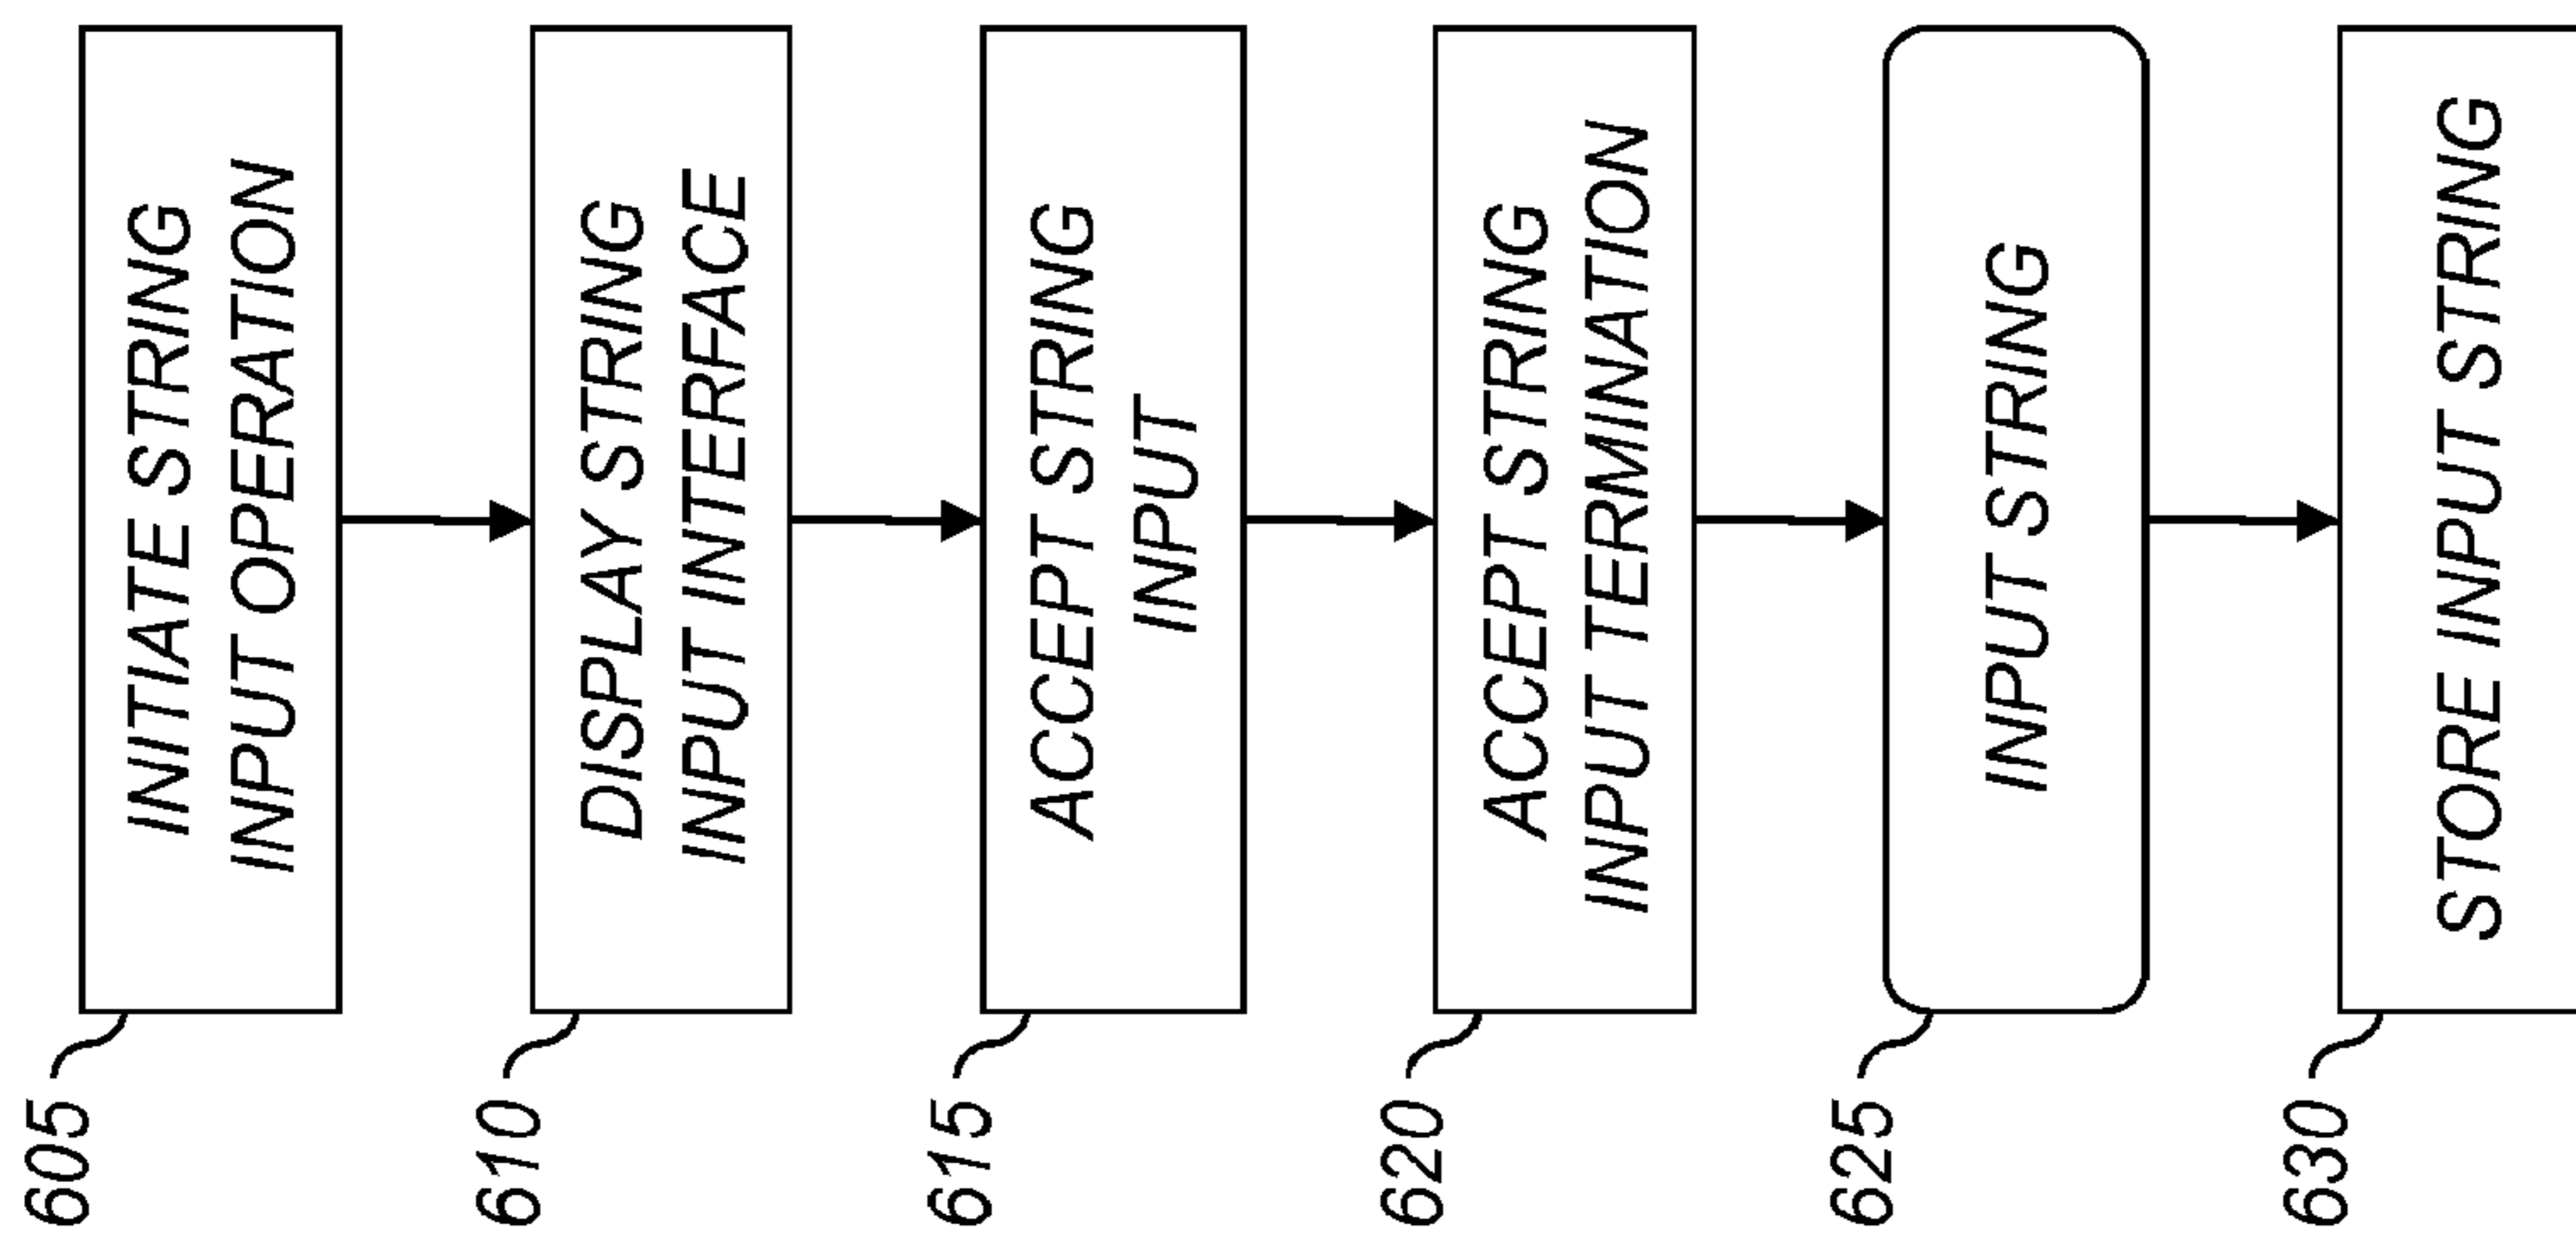 605
INITIATE STRING
INPUT OPERATION
610
DISPLAY STRING
INPUT INTERFACE
615
ACCEPT STRING
INPUT
620
ACCEPT STRING
INPUT TERMINATION
625
INPUT STRING
630
STORE INPUT STRING